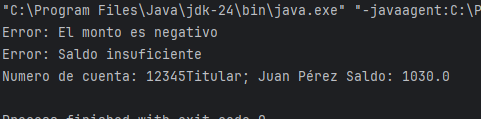 "C:\Program Files\Java\jdk-24\bin\java.exe" "-javaagent:C:\P
Error: El monto es negativo
Error: Saldo insuficiente
Numero de cuenta: 12345Titular; Juan Pérez Saldo: 1030.0
Process finished with exit code 0